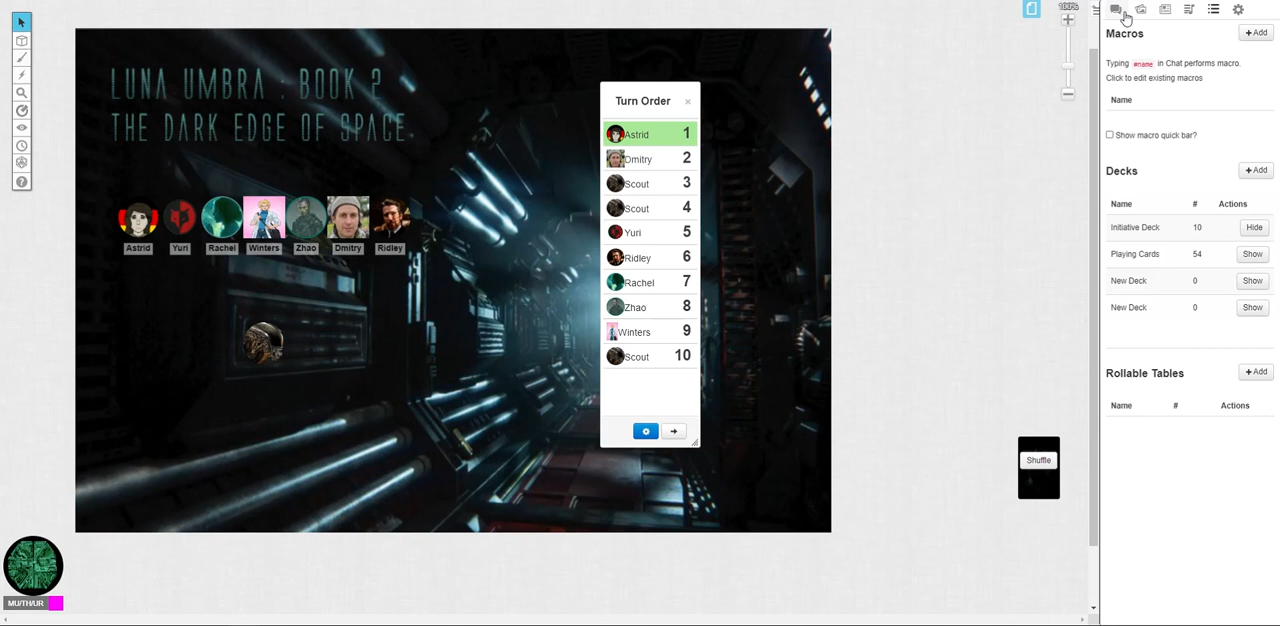 100%
LUNA UMBRA : BOOK 2
THE DARK EDGE OF SPACE.
Astrid
Yuri
Rachel
Winters
Zhao
Dmitry
Ridley
Turn Order ×
Astrid 1
Dmitry 2
Scout 3
Scout 4
Yuri 5
Ridley 6
Rachel 7
Zhao 8
Winters 9
Scout 10
Shuffle
MU/TH/UR
Macros
+ Add
Typing #name in Chat performs macro.
Click to edit existing macros
Name
Show macro quick bar?
Decks
+ Add
Name # Actions
Initiative Deck 10 Hide
Playing Cards 54 Show
New Deck 0 Show
New Deck 0 Show
Rollable Tables
+ Add
Name # Actions